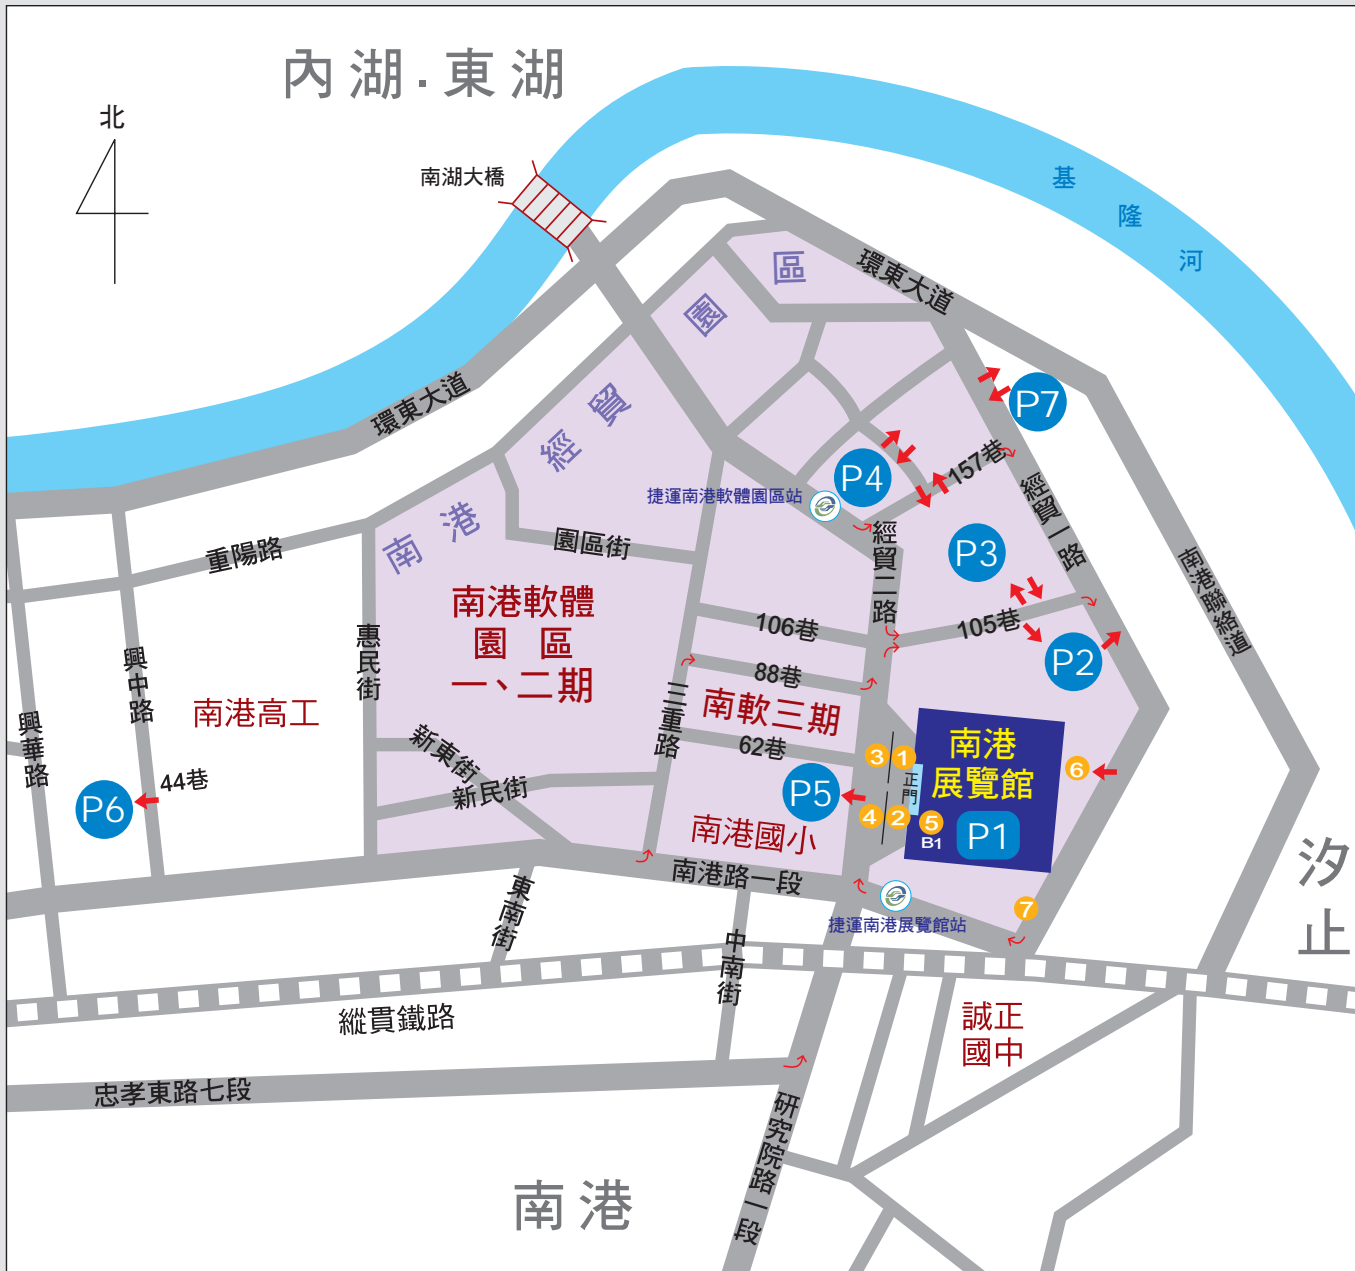 內湖.東湖
北
南湖大橋
基隆河
環東大道
環東大道
南港經貿園區
P7
157巷
P4
捷運南港軟體園區站
經貿一路
經貿二路
P3
南港聯絡道
重陽路
園區街
南港軟體
園區
一、二期
106巷
105巷
惠民街
興中路
88巷
P2
南港高工
三重路
南軟三期
興華路
新東街
62巷
3
1
南港
展覽館
正門
6
44巷
P6
新民街
P5
4
2
5
B1
P1
南港國小
南港路一段
東南街
7
捷運南港展覽館站
汐止
中南街
縱貫鐵路
誠正
國中
忠孝東路七段
研究院路一段
南港